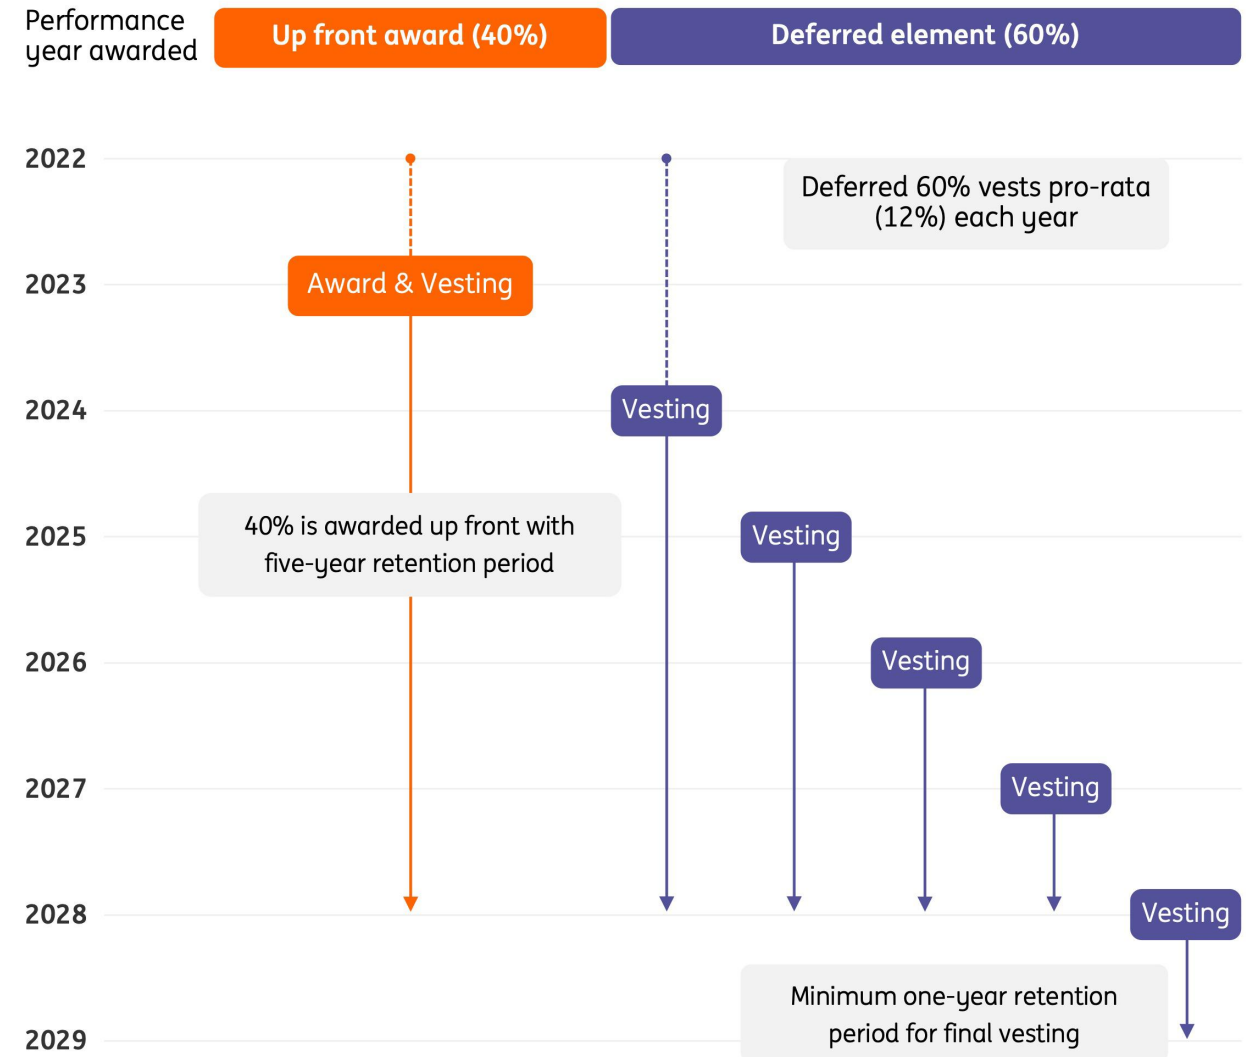 Performance
year awarded
Up front award (40%)
Deferred element (60%)
2022
Deferred 60% vests pro-rata
(12%) each year
2023
Award & Vesting
2024
Vesting
2025
40% is awarded up front with
five-year retention period
Vesting
2026
Vesting
2027
Vesting
2028
Vesting
Minimum one-year retention
period for final vesting
2029